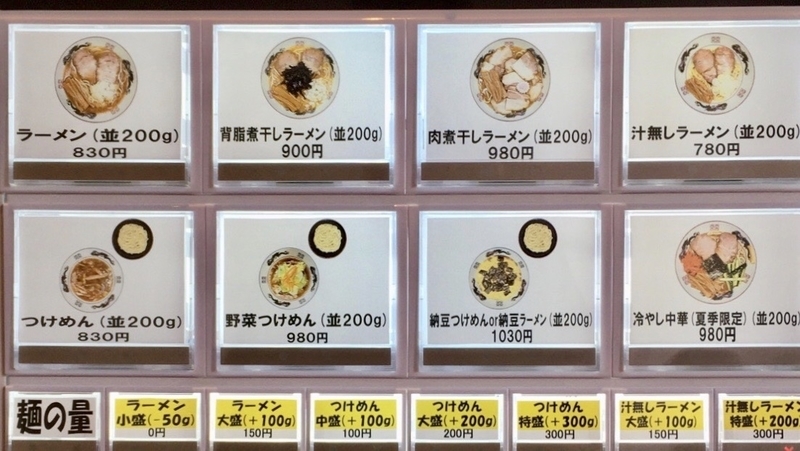 ラーメン(並200g)
830円
背脂煮干しラーメン(並200g)
900円
肉煮干しラーメン(並200g)
980円
汁無しラーメン(並200g)
780円
つけめん(並200g)
830円
野菜つけめん(並200g)
980円
納豆つけめんor納豆ラーメン(並200g)
1030円
冷やし中華(夏季限定)(並200g)
980円
麺の量
ラーメン
小盛(-50g)
0円
ラーメン
大盛(+100g)
150円
つけめん
中盛(+100g)
100円
つけめん
大盛(+200g)
200円
つけめん
特盛(+300g)
300円
汁無しラーメン
大盛(+100g)
150円
汁無しラーメン
特盛(+200g)
300円